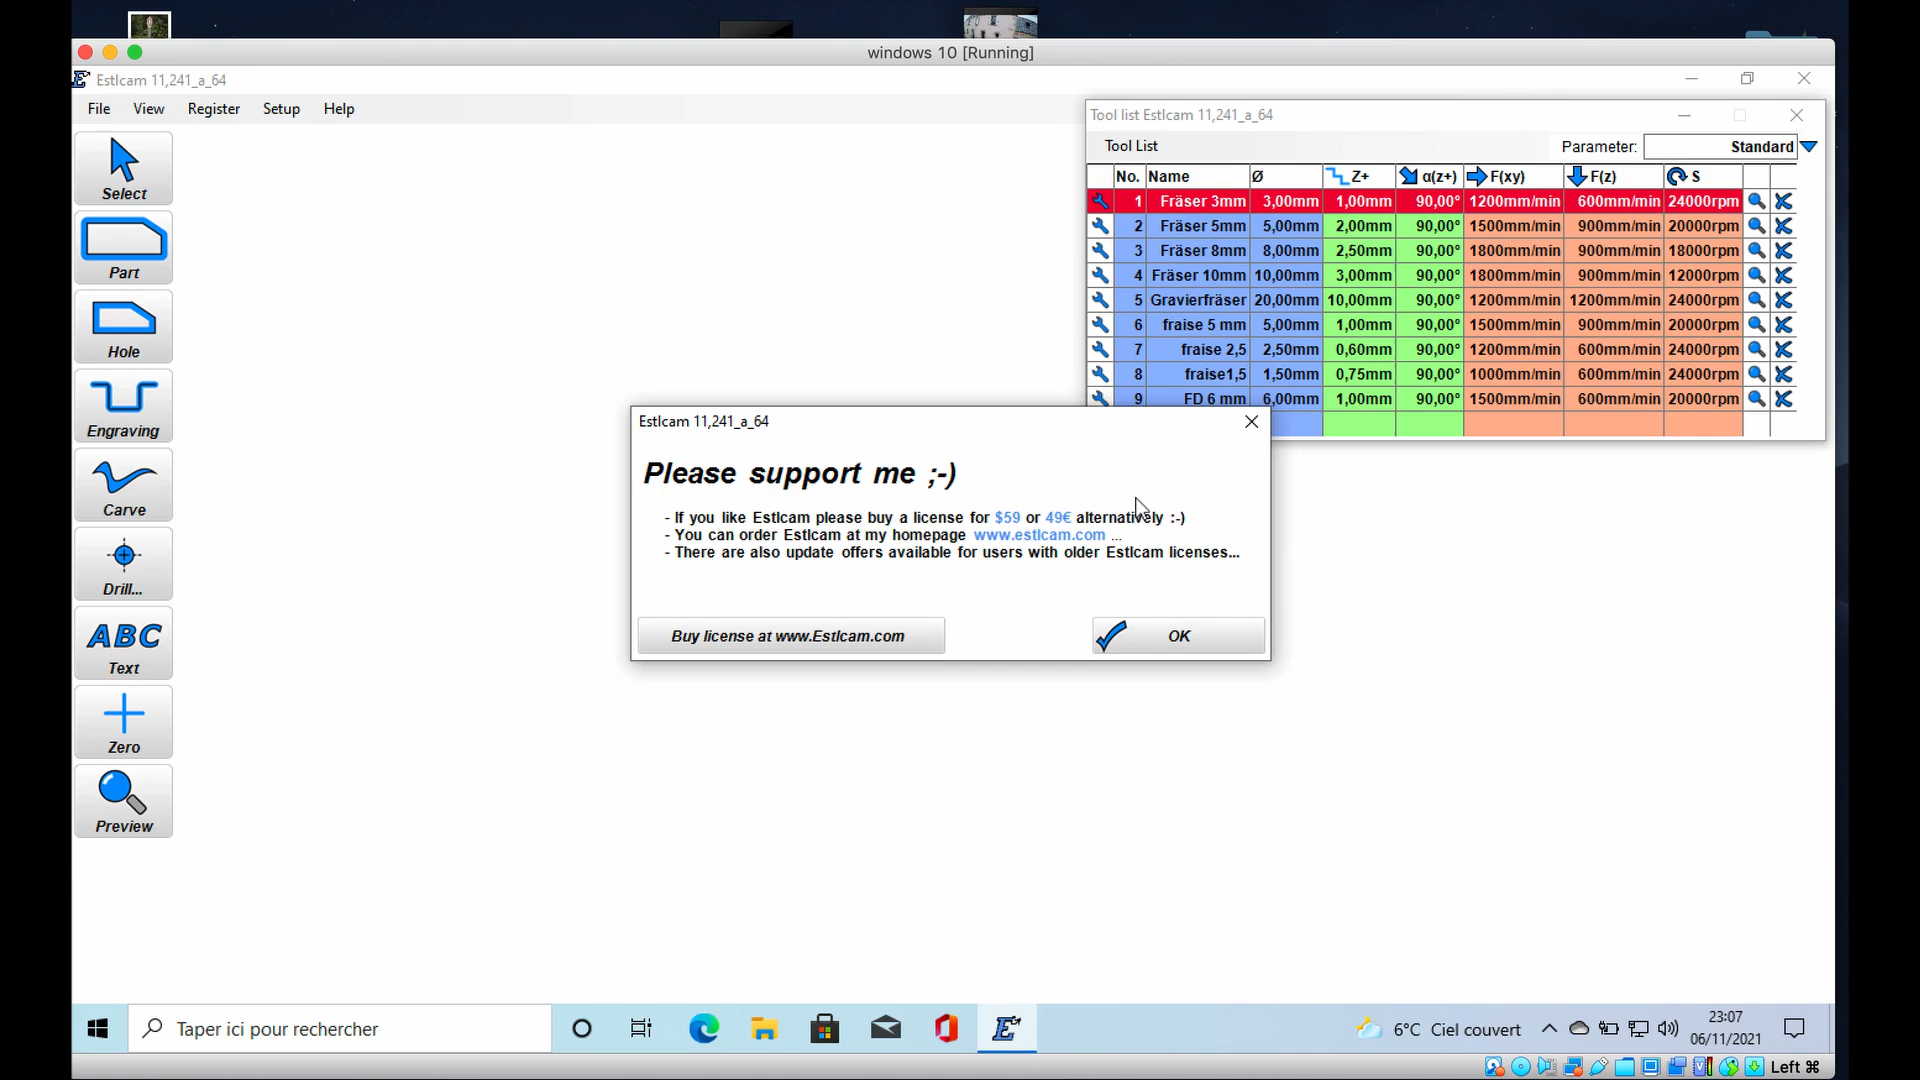 windows 10 [Running]
Estlcam 11,241_a_64
File View Register Setup Help
Tool list Estlcam 11,241_a_64
Tool List Parameter: Standard
No. Name Ø Z+ α(z+) F(xy) F(z) S
1 Fräser 3mm 3,00mm 1,00mm 90,00° 1200mm/min 600mm/min 24000rpm
2 Fräser 5mm 5,00mm 2,00mm 90,00° 1500mm/min 900mm/min 20000rpm
3 Fräser 8mm 8,00mm 2,50mm 90,00° 1800mm/min 900mm/min 18000rpm
4 Fräser 10mm 10,00mm 3,00mm 90,00° 1800mm/min 900mm/min 12000rpm
5 Gravierfräser 20,00mm 10,00mm 90,00° 1200mm/min 1200mm/min 24000rpm
6 fraise 5 mm 5,00mm 1,00mm 90,00° 1500mm/min 900mm/min 20000rpm
7 fraise 2,5 2,50mm 0,60mm 90,00° 1200mm/min 600mm/min 24000rpm
8 fraise1,5 1,50mm 0,75mm 90,00° 1000mm/min 600mm/min 24000rpm
9 FD 6 mm 6,00mm 1,00mm 90,00° 1500mm/min 900mm/min 20000rpm
Select
Part
Hole
Engraving
Carve
Drill...
ABC
Text
Zero
Preview
Estlcam 11,241_a_64
Please support me ;-)
- If you like Estlcam please buy a license for $59 or 49€ alternatively :-)
- You can order Estlcam at my homepage www.estlcam.com ...
- There are also update offers available for users with older Estlcam licenses...
Buy license at www.Estlcam.com
OK
Taper ici pour rechercher
6°C Ciel couvert
23:07
06/11/2021
Left ⌘